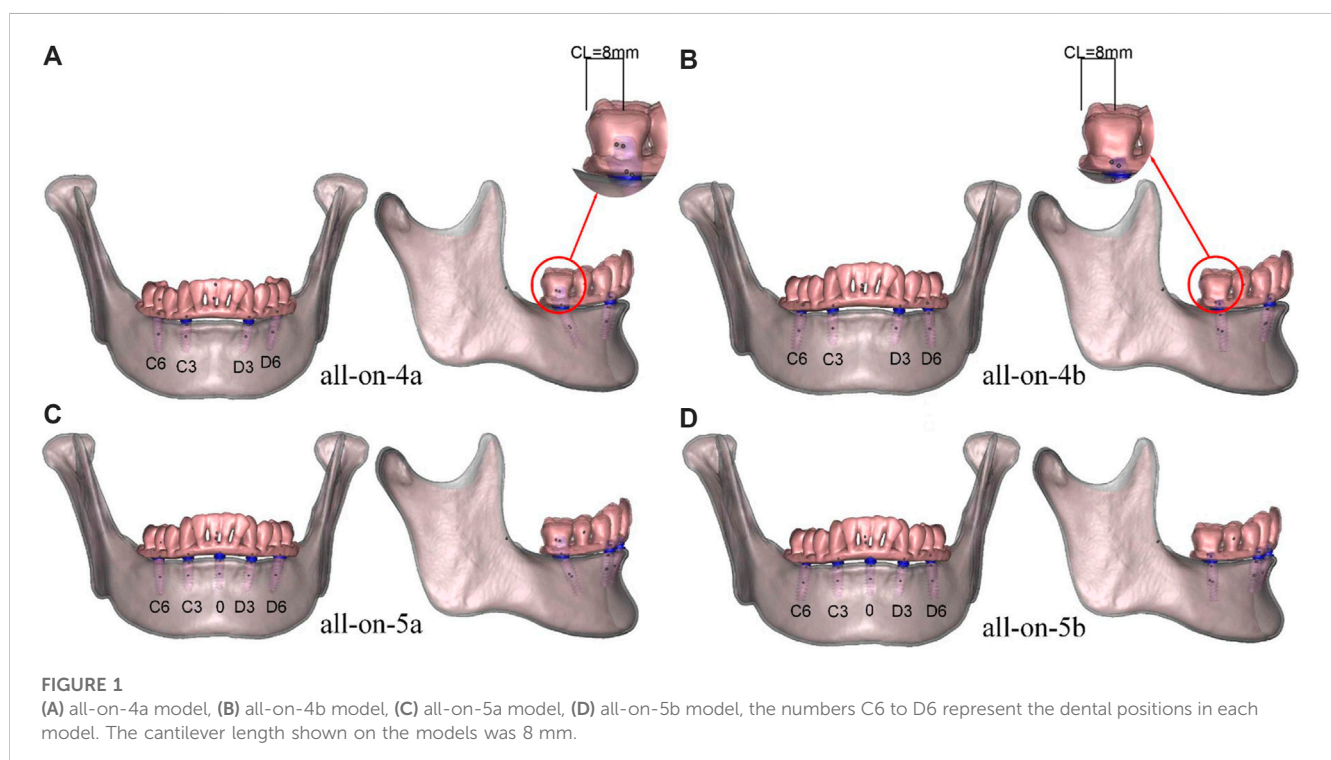 A
CL=8mm
C6 C3 D3 D6
all-on-4a
B
CL=8mm
C6 C3 D3 D6
all-on-4b
C
C6 C3 0 D3 D6
all-on-5a
D
C6 C3 0 D3 D6
all-on-5b
FIGURE 1
(A) all-on-4a model, (B) all-on-4b model, (C) all-on-5a model, (D) all-on-5b model, the numbers C6 to D6 represent the dental positions in each
model. The cantilever length shown on the models was 8 mm.